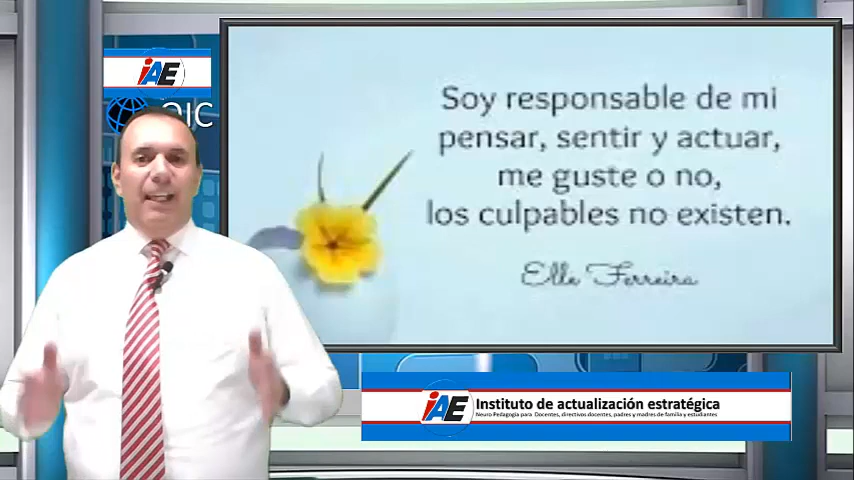 iAE
OIC
Soy responsable de mi
pensar, sentir y actuar,
me guste o no,
los culpables no existen.
Elle Ferreira
iAE
Instituto de actualización estratégica
Neuro Pedagogía para Docentes, directivos docentes, padres y madres de familia y estudiantes